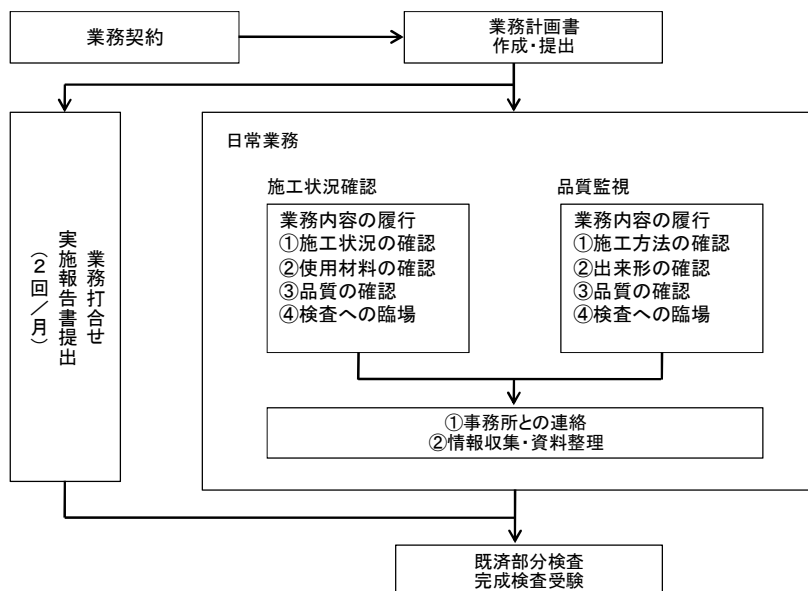 業務契約
業務計画書
作成・提出
業務打合せ
実施報告書提出
（２回／月）
日常業務
施工状況確認
業務内容の履行
①施工状況の確認
②使用材料の確認
③品質の確認
④検査への臨場
品質監視
業務内容の履行
①施工方法の確認
②出来形の確認
③品質の確認
④検査への臨場
①事務所との連絡
②情報収集・資料整理
既済部分検査
完成検査受験